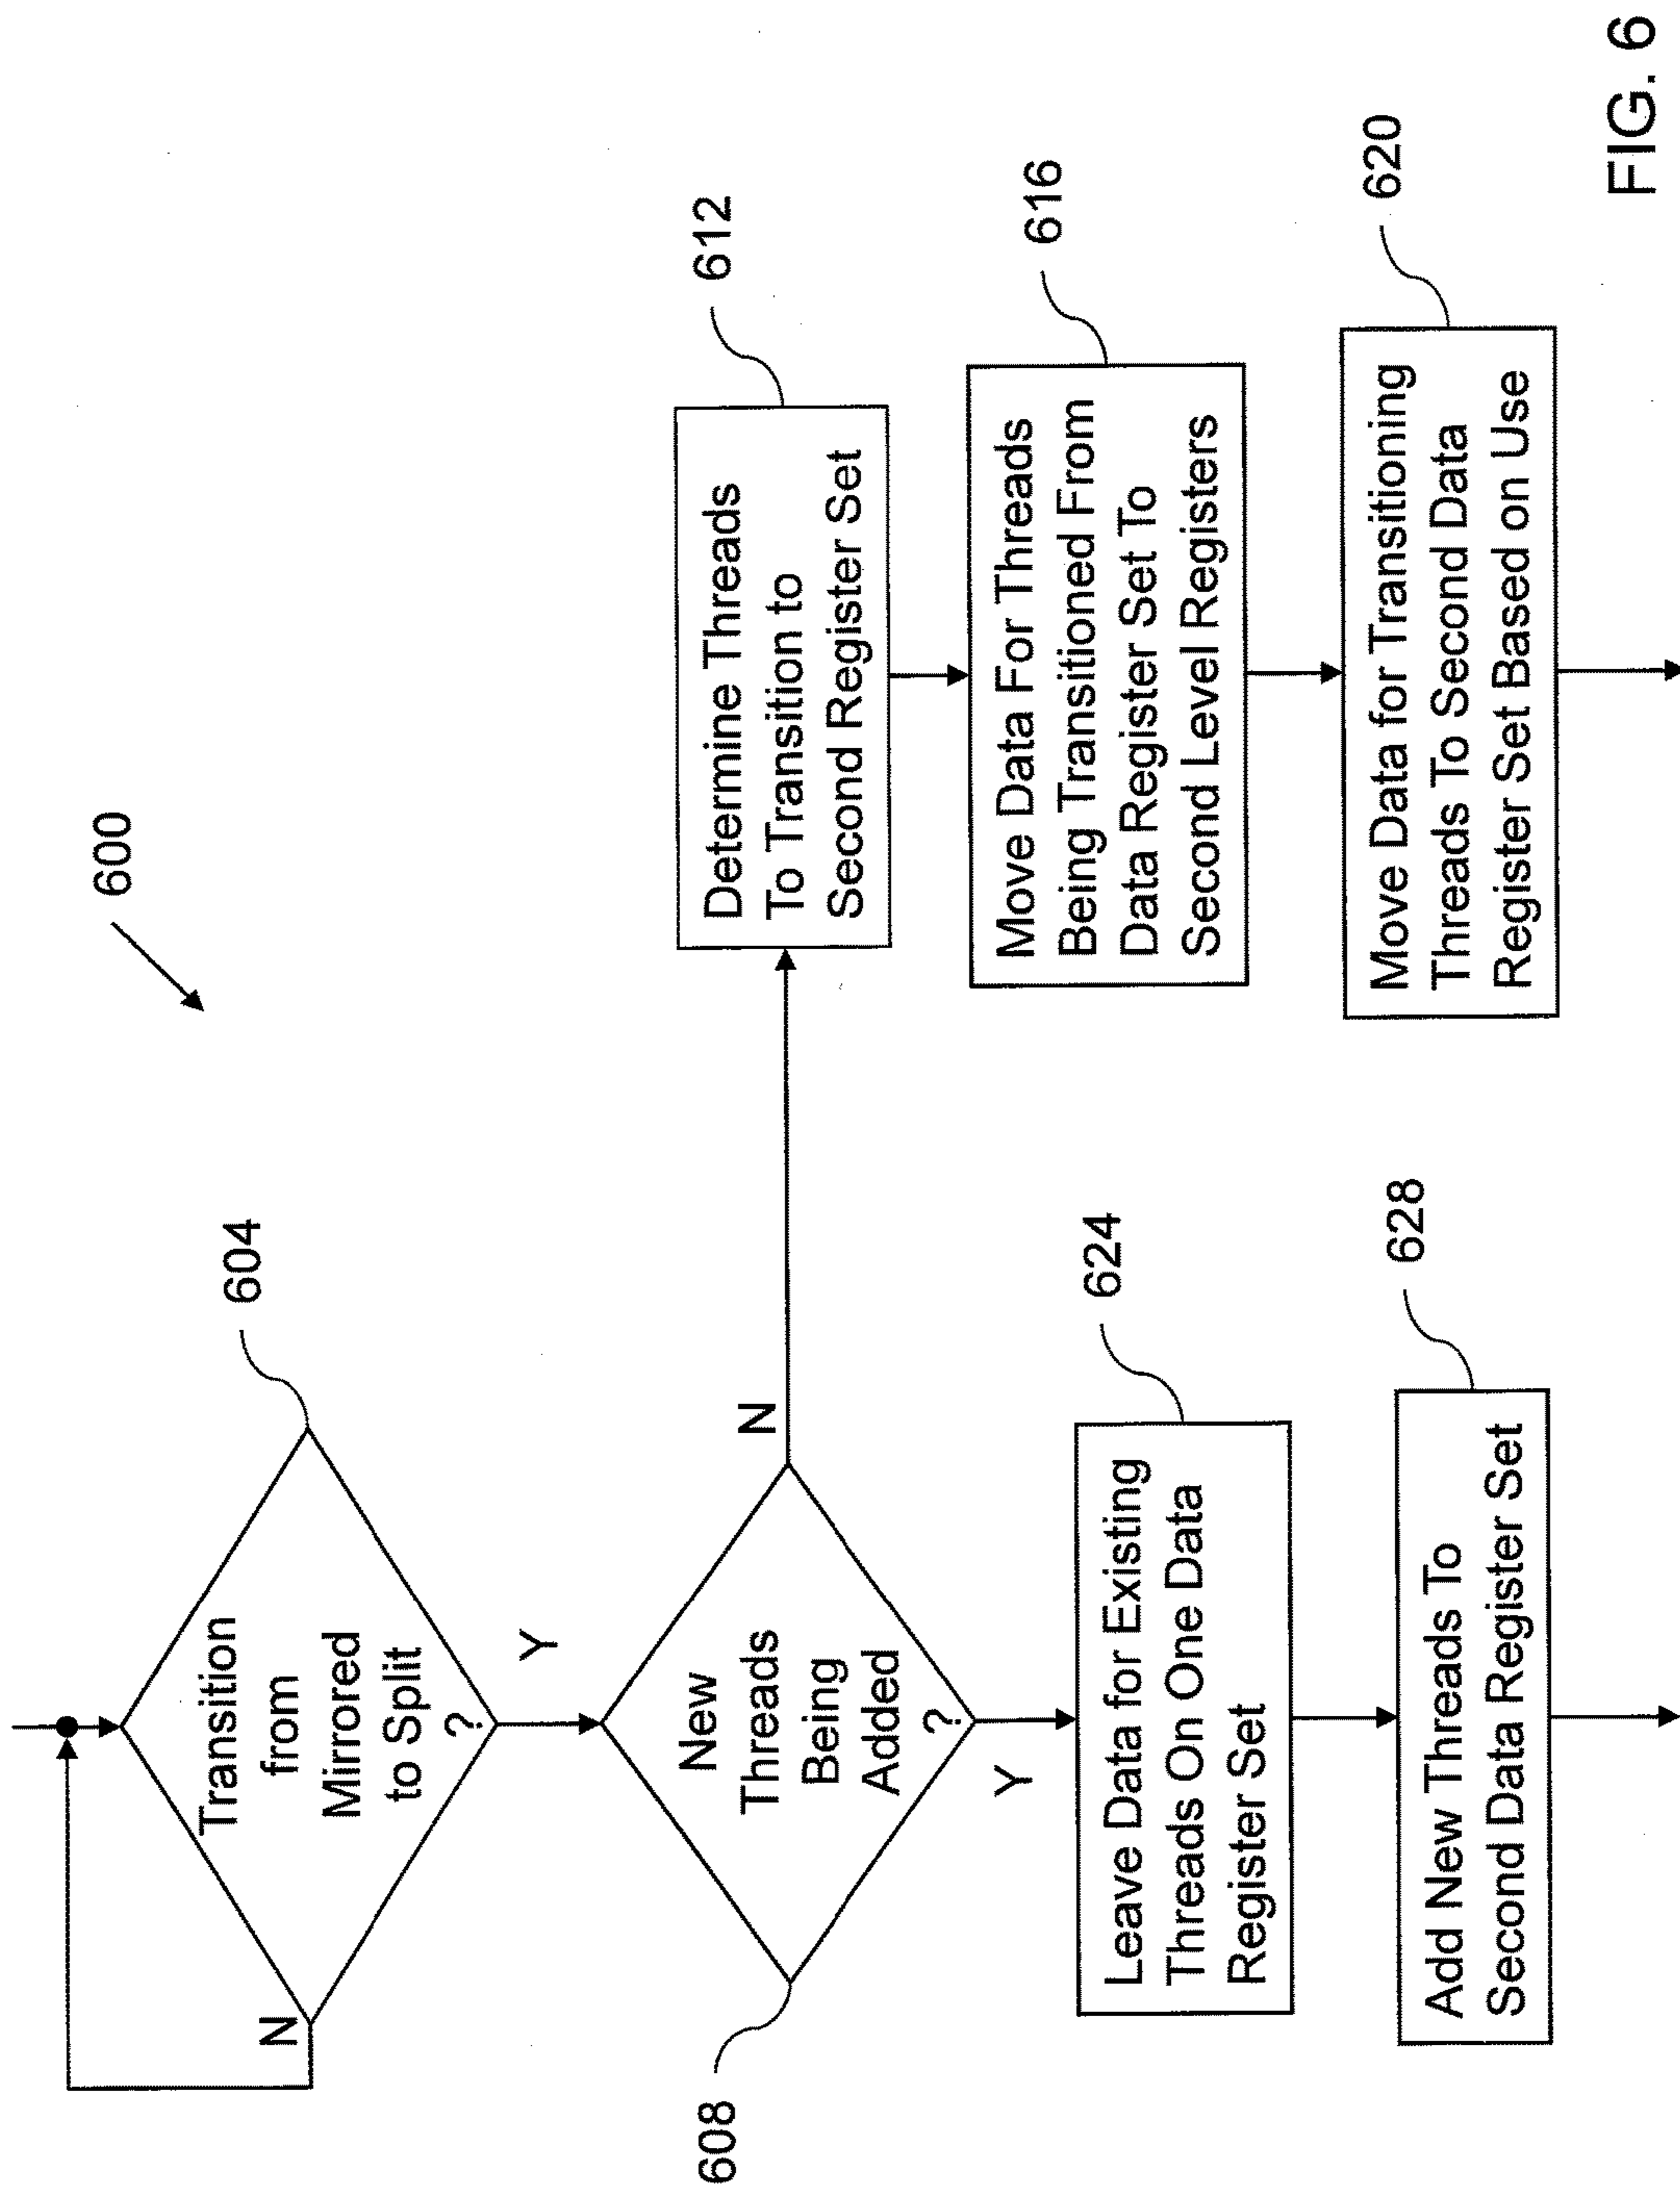 600
604
Transition
from
Mirrored
to Split
?
N
Y
608
New
Threads
Being
Added
?
N
Y
612
Determine Threads
To Transition to
Second Register Set
616
Move Data For Threads
Being Transitioned From
Data Register Set To
Second Level Registers
620
Move Data for Transitioning
Threads To Second Data
Register Set Based on Use
624
Leave Data for Existing
Threads On One Data
Register Set
628
Add New Threads To
Second Data Register Set
FIG. 6